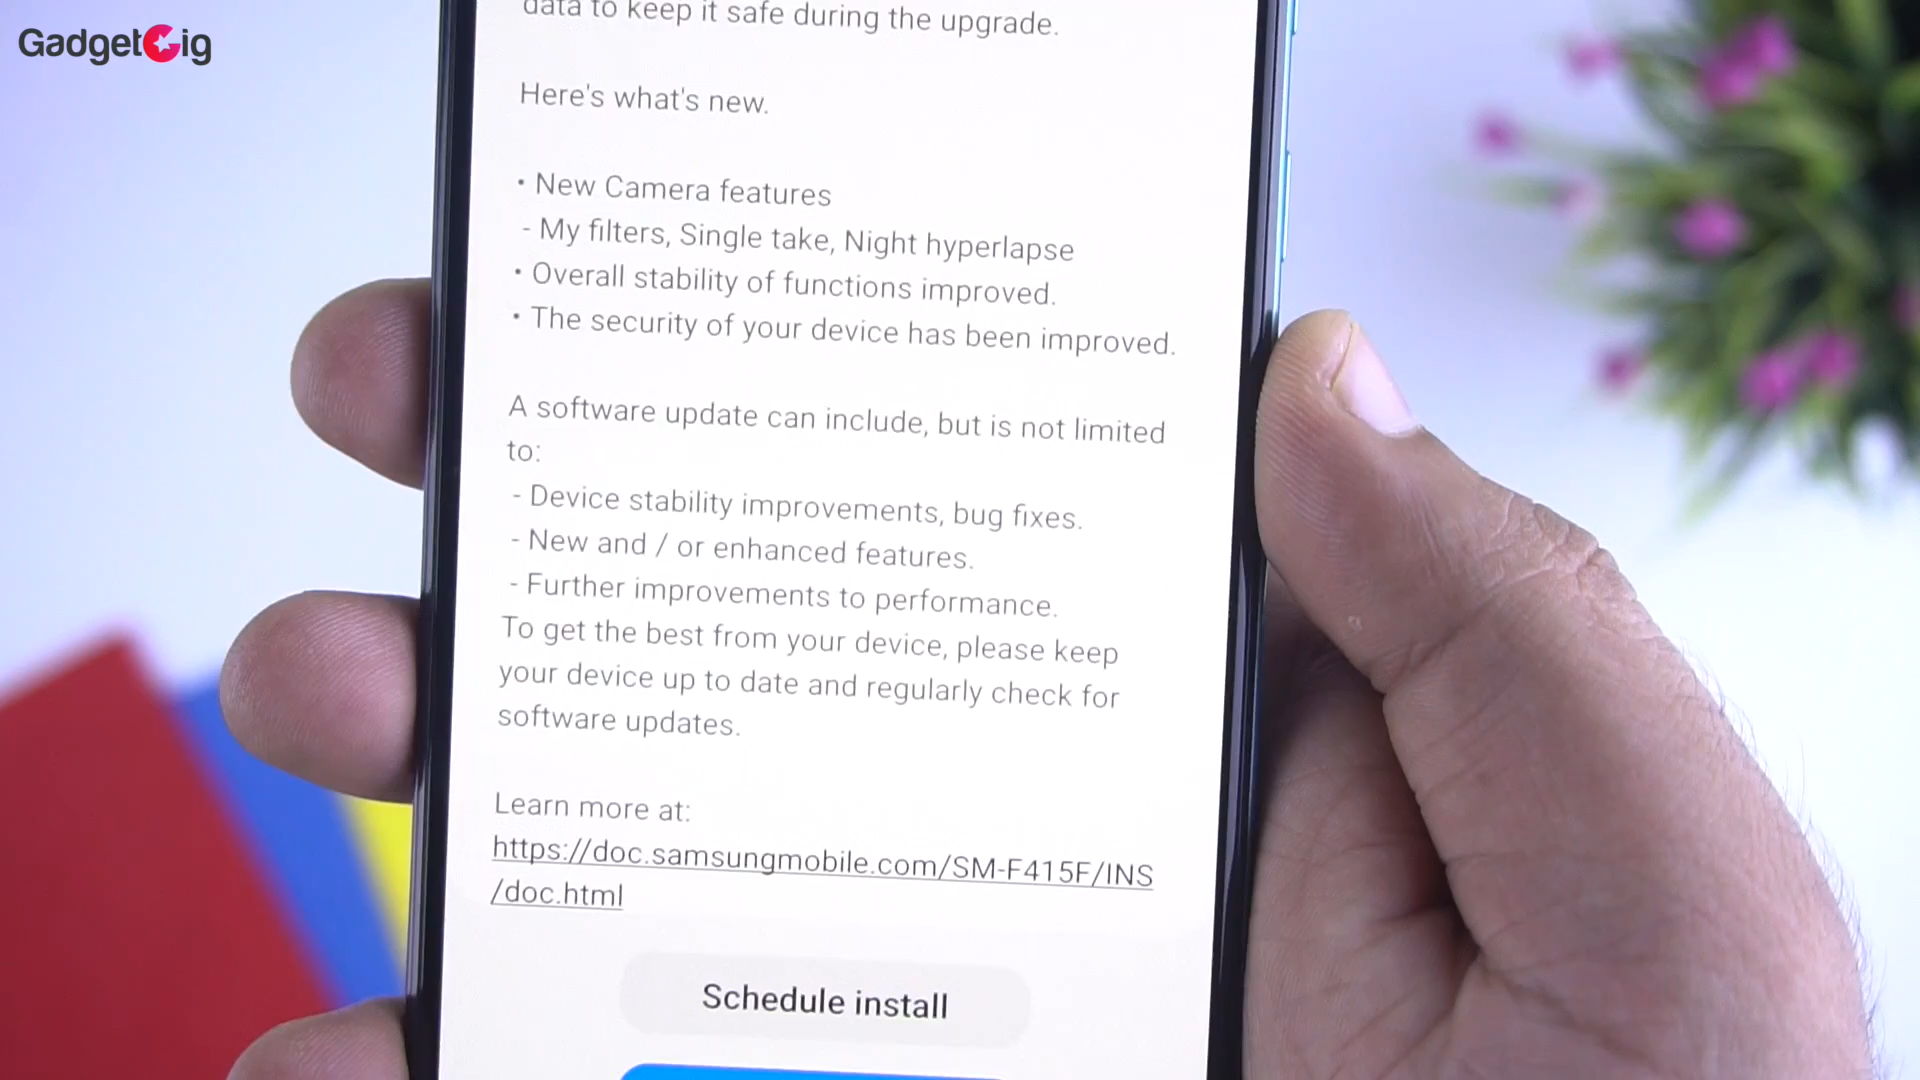 GadgetGig
data to keep it safe during the upgrade.
Here's what's new.
• New Camera features
- My filters, Single take, Night hyperlapse
• Overall stability of functions improved.
• The security of your device has been improved.
A software update can include, but is not limited
to:
- Device stability improvements, bug fixes.
- New and / or enhanced features.
- Further improvements to performance.
To get the best from your device, please keep
your device up to date and regularly check for
software updates.
Learn more at:
https://doc.samsungmobile.com/SM-F415F/INS
/doc.html
Schedule install